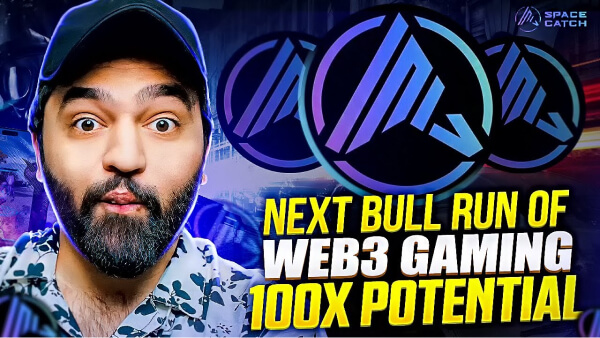 SPACE
CATCH
NEXT BULL RUN OF
WEB3 GAMING
100X POTENTIAL